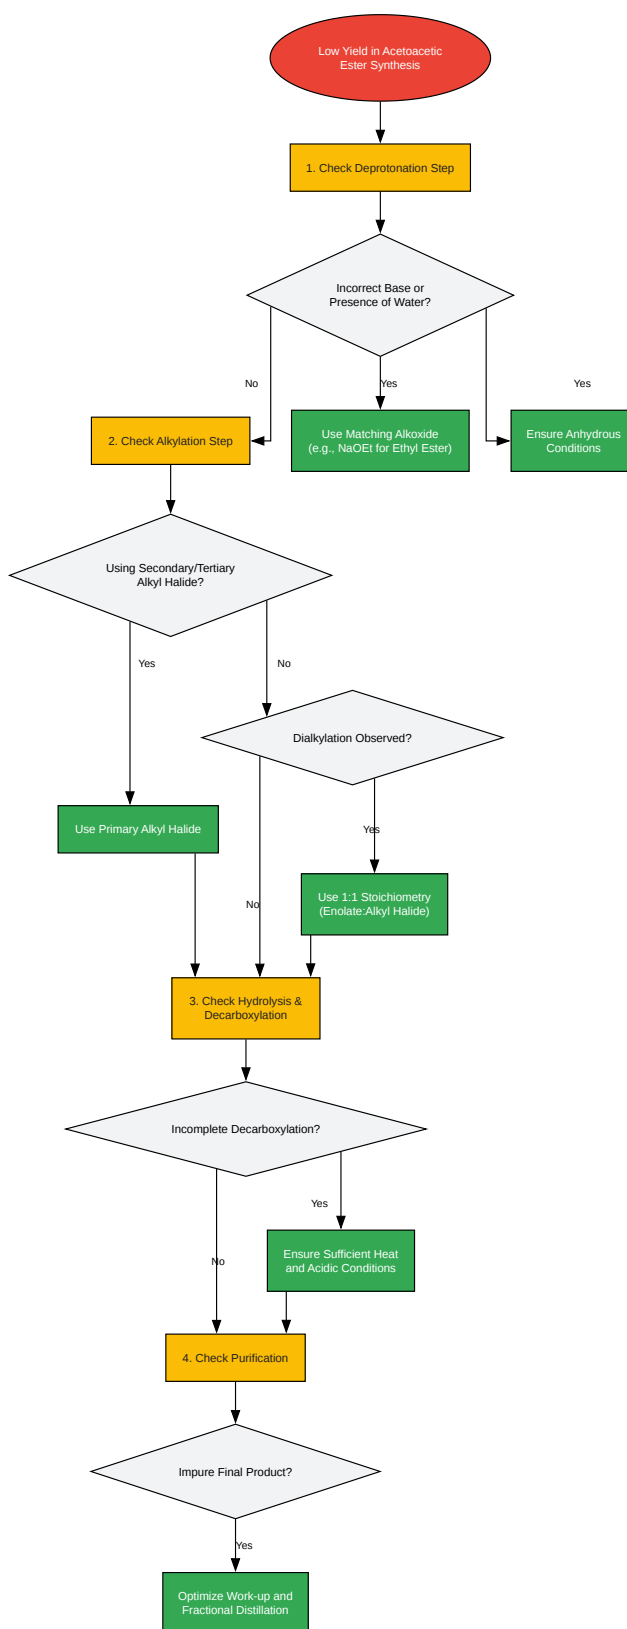 Low Yield in Acetoacetic
Ester Synthesis
1. Check Deprotonation Step
Incorrect Base or
Presence of Water?
No
Yes
Yes
2. Check Alkylation Step
Use Matching Alkoxide
(e.g., NaOEt for Ethyl Ester)
Ensure Anhydrous
Conditions
Using Secondary/Tertiary
Alkyl Halide?
Yes
No
Dialkylation Observed?
Use Primary Alkyl Halide
Yes
No
Use 1:1 Stoichiometry
(Enolate:Alkyl Halide)
3. Check Hydrolysis &
Decarboxylation
Incomplete Decarboxylation?
Yes
No
Ensure Sufficient Heat
and Acidic Conditions
4. Check Purification
Impure Final Product?
Yes
Optimize Work-up and
Fractional Distillation